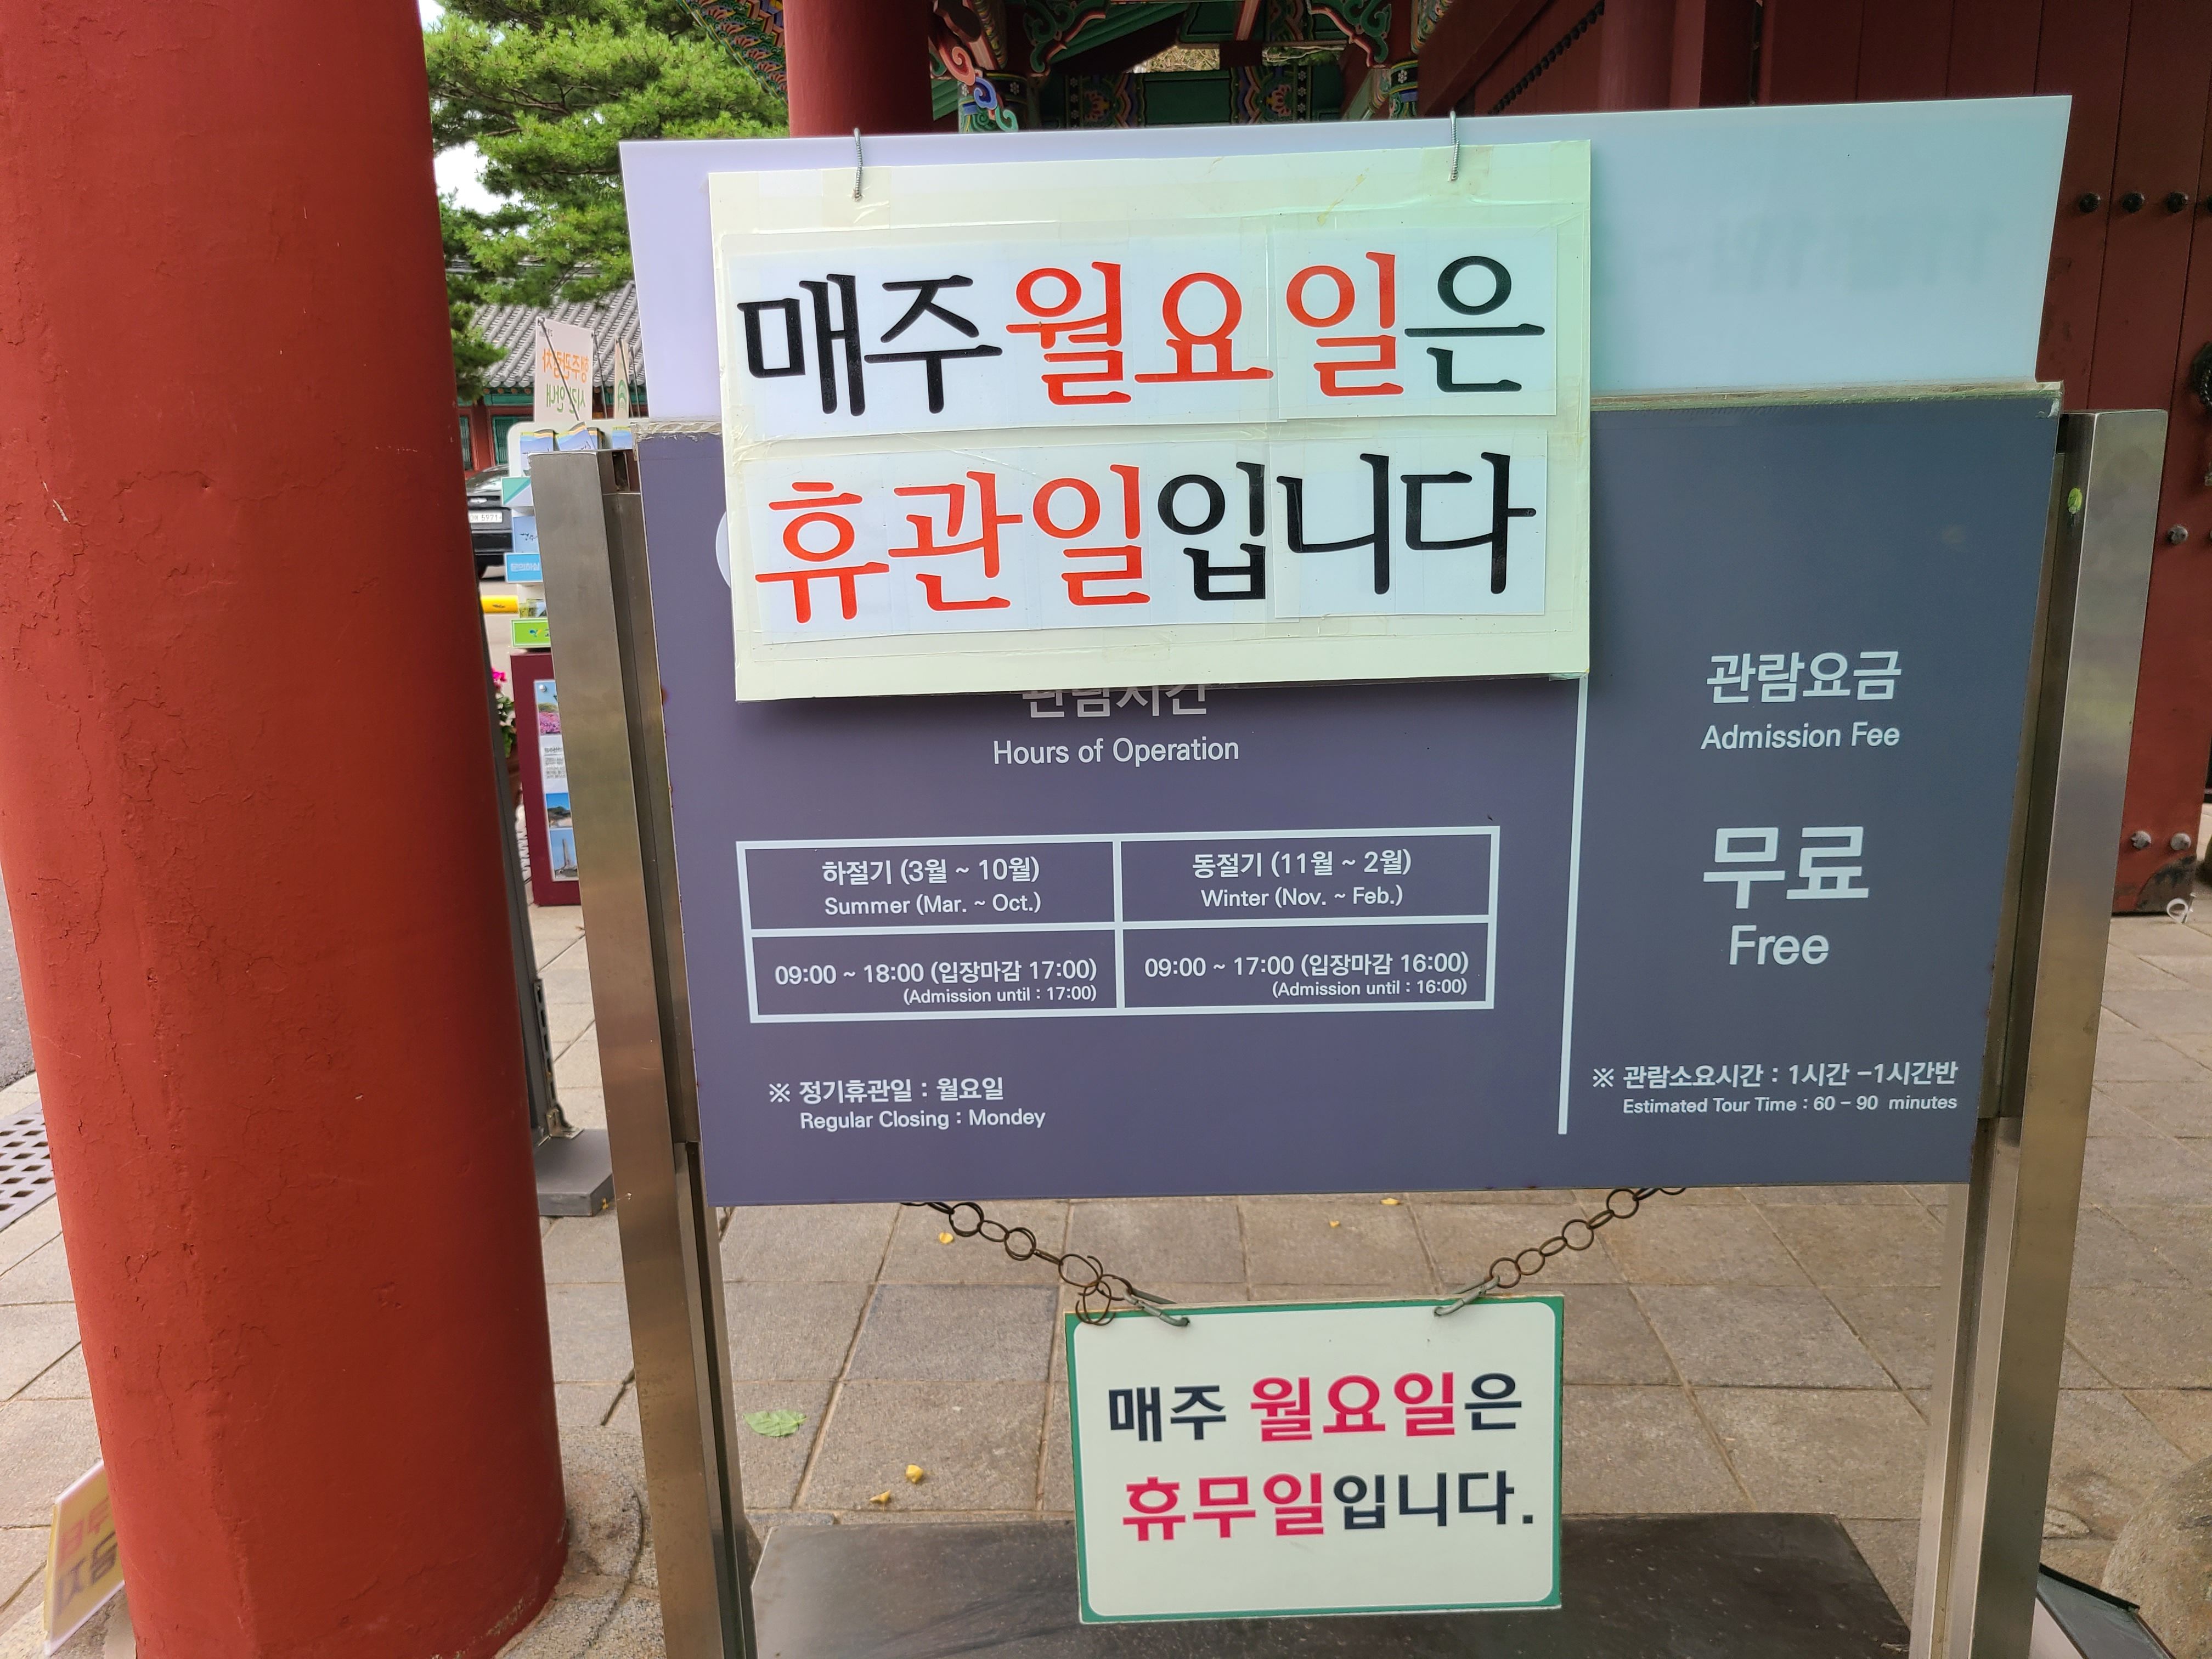 매주 월요일은
휴관일입니다
관람시간
Hours of Operation
하절기 (3월 ~ 10월)
Summer (Mar. ~ Oct.)
동절기 (11월 ~ 2월)
Winter (Nov. ~ Feb.)
09:00 ~ 18:00 (입장마감 17:00)
(Admission until : 17:00)
09:00 ~ 17:00 (입장마감 16:00)
(Admission until : 16:00)
※ 정기휴관일 : 월요일
Regular Closing : Mondey
관람요금
Admission Fee
무료
Free
※ 관람소요시간 : 1시간 -1시간반
Estimated Tour Time : 60 - 90 minutes
매주 월요일은
휴무일입니다.